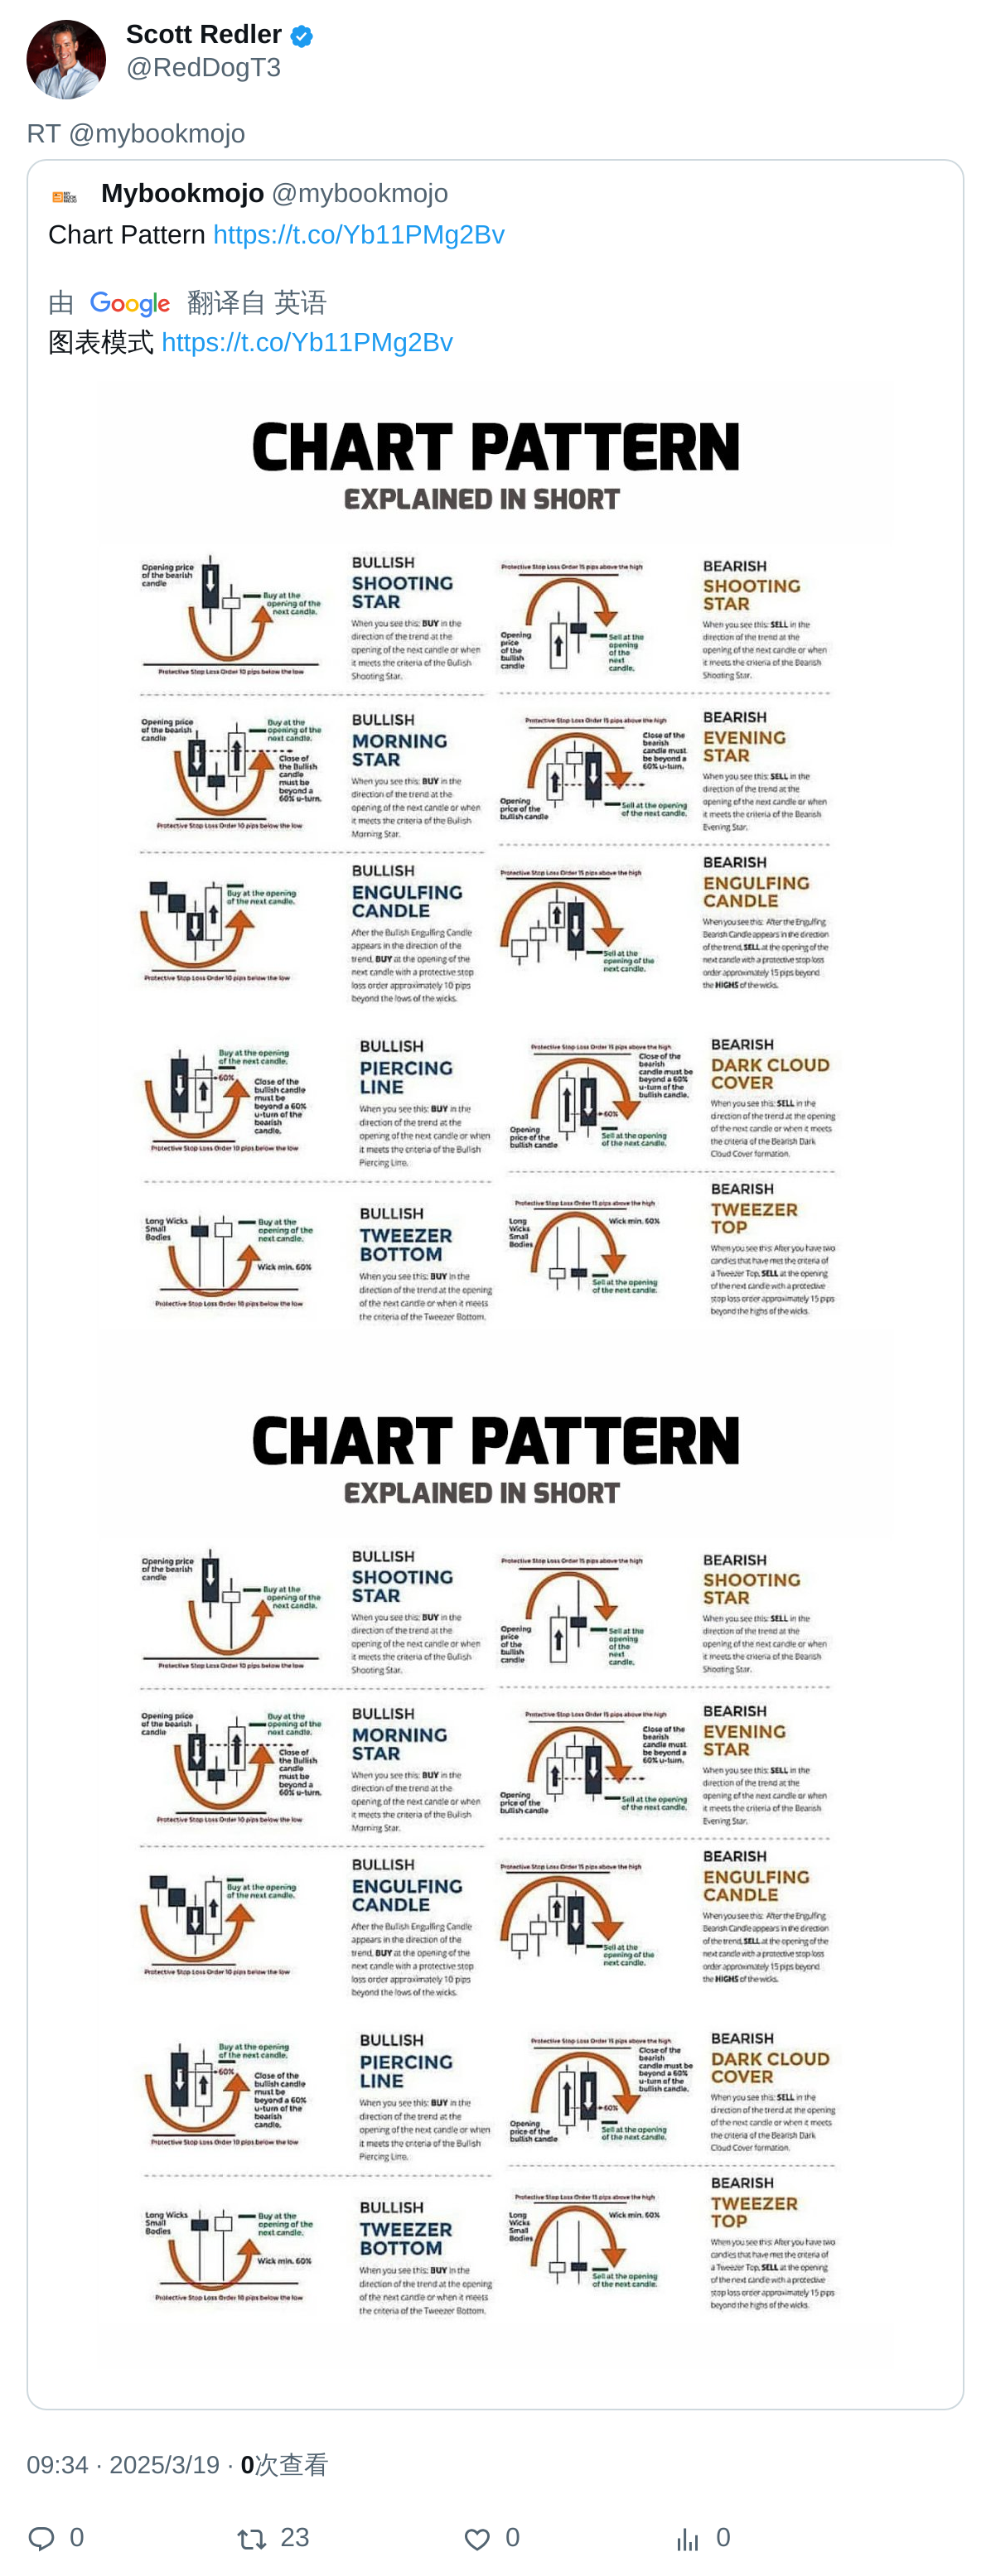 Scott Redler
@RedDogT3
RT @mybookmojo
Mybookmojo @mybookmojo
Chart Pattern https://t.co/Yb11PMg2Bv
由 Google 翻译自 英语
图表模式 https://t.co/Yb11PMg2Bv
CHART PATTERN
EXPLAINED IN SHORT
Opening price
of the bearish
candle
Buy at the
opening of the
next candle.
Protective Stop Loss Order 10 pips below the low
BULLISH
SHOOTING
STAR
When you see this: BUY in the
direction of the trend at the
opening of the next candle or when
it meets the criteria of the Bullish
Shooting Star.
Protective Stop Loss Order 15 pips above the high
Opening
price
of the
bullish
candle
Sell at the
opening
of the
next
candle.
BEARISH
SHOOTING
STAR
When you see this: SELL in the
direction of the trend at the
opening of the next candle or when
it meets the criteria of the Bearish
Shooting Star.
Opening price
of the bearish
candle
Buy at the
opening of the
next candle.
Close of
the Bullish
candle
must be
beyond a
60% u-turn.
Protective Stop Loss Order 10 pips below the low
BULLISH
MORNING
STAR
When you see this: BUY in the
direction of the trend at the
opening of the next candle or when
it meets the criteria of the Bullish
Morning Star.
Protective Stop Loss Order 15 pips above the high
Close of the
bearish
candle must
be beyond a
60% u-turn.
Opening
price of the
bullish candle
Sell at the opening
of the next candle.
BEARISH
EVENING
STAR
When you see this: SELL in the
direction of the trend at the
opening of the next candle or when
it meets the criteria of the Bearish
Evening Star.
Buy at the opening
of the next candle.
Protective Stop Loss Order 10 pips below the low
BULLISH
ENGULFING
CANDLE
After the Bullish Engulfing Candle
appears in the direction of the
trend, BUY at the opening of the
next candle with a protective stop
loss order approximately 10 pips
beyond the lows of the wicks.
Protective Stop Loss Order 15 pips above the high
Sell at the
opening of the
next candle.
BEARISH
ENGULFING
CANDLE
When you see this: After the Engulfing
Bearish Candle appears in the direction
of the trend, SELL at the opening of the
next candle with a protective stop loss
order approximately 15 pips beyond
the HIGHS of the wicks.
Buy at the opening
of the next candle.
60%
Close of the
bullish candle
must be
beyond a 60%
u-turn of the
bearish
candle.
Protective Stop Loss Order 10 pips below the low
BULLISH
PIERCING
LINE
When you see this: BUY in the
direction of the trend at the
opening of the next candle or when
it meets the criteria of the Bullish
Piercing Line.
Protective Stop Loss Order 15 pips above the high
Close of the
bearish
candle must be
beyond a 60%
u-turn of the
bullish candle.
60%
Opening
price of the
bullish candle
Sell at the opening
of the next candle.
BEARISH
DARK CLOUD
COVER
When you see this: SELL in the
direction of the trend at the opening
of the next candle or when it meets
the criteria of the Bearish Dark
Cloud Cover formation.
Long Wicks
Small
Bodies
Buy at the
opening of the
next candle.
Wick min. 60%
Protective Stop Loss Order 10 pips below the low
BULLISH
TWEEZER
BOTTOM
When you see this: BUY in the
direction of the trend at the opening
of the next candle or when it meets
the criteria of the Tweezer Bottom.
Protective Stop Loss Order 15 pips above the high
Long
Wicks
Small
Bodies
Wick min. 60%
Sell at the opening
of the next candle.
BEARISH
TWEEZER
TOP
When you see this: After you have two
candles that have met the criteria of
a Tweezer Top, SELL at the opening
of the next candle with a protective
stop loss order approximately 15 pips
beyond the highs of the wicks.
CHART PATTERN
EXPLAINED IN SHORT
Opening price
of the bearish
candle
Buy at the
opening of the
next candle.
Protective Stop Loss Order 10 pips below the low
BULLISH
SHOOTING
STAR
When you see this: BUY in the
direction of the trend at the
opening of the next candle or when
it meets the criteria of the Bullish
Shooting Star.
Protective Stop Loss Order 15 pips above the high
Opening
price
of the
bullish
candle
Sell at the
opening
of the
next
candle.
BEARISH
SHOOTING
STAR
When you see this: SELL in the
direction of the trend at the
opening of the next candle or when
it meets the criteria of the Bearish
Shooting Star.
Opening price
of the bearish
candle
Buy at the
opening of the
next candle.
Close of
the Bullish
candle
must be
beyond a
60% u-turn.
Protective Stop Loss Order 10 pips below the low
BULLISH
MORNING
STAR
When you see this: BUY in the
direction of the trend at the
opening of the next candle or when
it meets the criteria of the Bullish
Morning Star.
Protective Stop Loss Order 15 pips above the high
Close of the
bearish
candle must
be beyond a
60% u-turn.
Opening
price of the
bullish candle
Sell at the opening
of the next candle.
BEARISH
EVENING
STAR
When you see this: SELL in the
direction of the trend at the
opening of the next candle or when
it meets the criteria of the Bearish
Evening Star.
Buy at the opening
of the next candle.
Protective Stop Loss Order 10 pips below the low
BULLISH
ENGULFING
CANDLE
After the Bullish Engulfing Candle
appears in the direction of the
trend, BUY at the opening of the
next candle with a protective stop
loss order approximately 10 pips
beyond the lows of the wicks.
Protective Stop Loss Order 15 pips above the high
Sell at the
opening of the
next candle.
BEARISH
ENGULFING
CANDLE
When you see this: After the Engulfing
Bearish Candle appears in the direction
of the trend, SELL at the opening of the
next candle with a protective stop loss
order approximately 15 pips beyond
the HIGHS of the wicks.
Buy at the opening
of the next candle.
60%
Close of the
bullish candle
must be
beyond a 60%
u-turn of the
bearish
candle.
Protective Stop Loss Order 10 pips below the low
BULLISH
PIERCING
LINE
When you see this: BUY in the
direction of the trend at the
opening of the next candle or when
it meets the criteria of the Bullish
Piercing Line.
Protective Stop Loss Order 15 pips above the high
Close of the
bearish
candle must be
beyond a 60%
u-turn of the
bullish candle.
60%
Opening
price of the
bullish candle
Sell at the opening
of the next candle.
BEARISH
DARK CLOUD
COVER
When you see this: SELL in the
direction of the trend at the opening
of the next candle or when it meets
the criteria of the Bearish Dark
Cloud Cover formation.
Long Wicks
Small
Bodies
Buy at the
opening of the
next candle.
Wick min. 60%
Protective Stop Loss Order 10 pips below the low
BULLISH
TWEEZER
BOTTOM
When you see this: BUY in the
direction of the trend at the opening
of the next candle or when it meets
the criteria of the Tweezer Bottom.
Protective Stop Loss Order 15 pips above the high
Long
Wicks
Small
Bodies
Wick min. 60%
Sell at the opening
of the next candle.
BEARISH
TWEEZER
TOP
When you see this: After you have two
candles that have met the criteria of
a Tweezer Top, SELL at the opening
of the next candle with a protective
stop loss order approximately 15 pips
beyond the highs of the wicks.
09:34 · 2025/3/19 · 0次查看
0 23 0 0